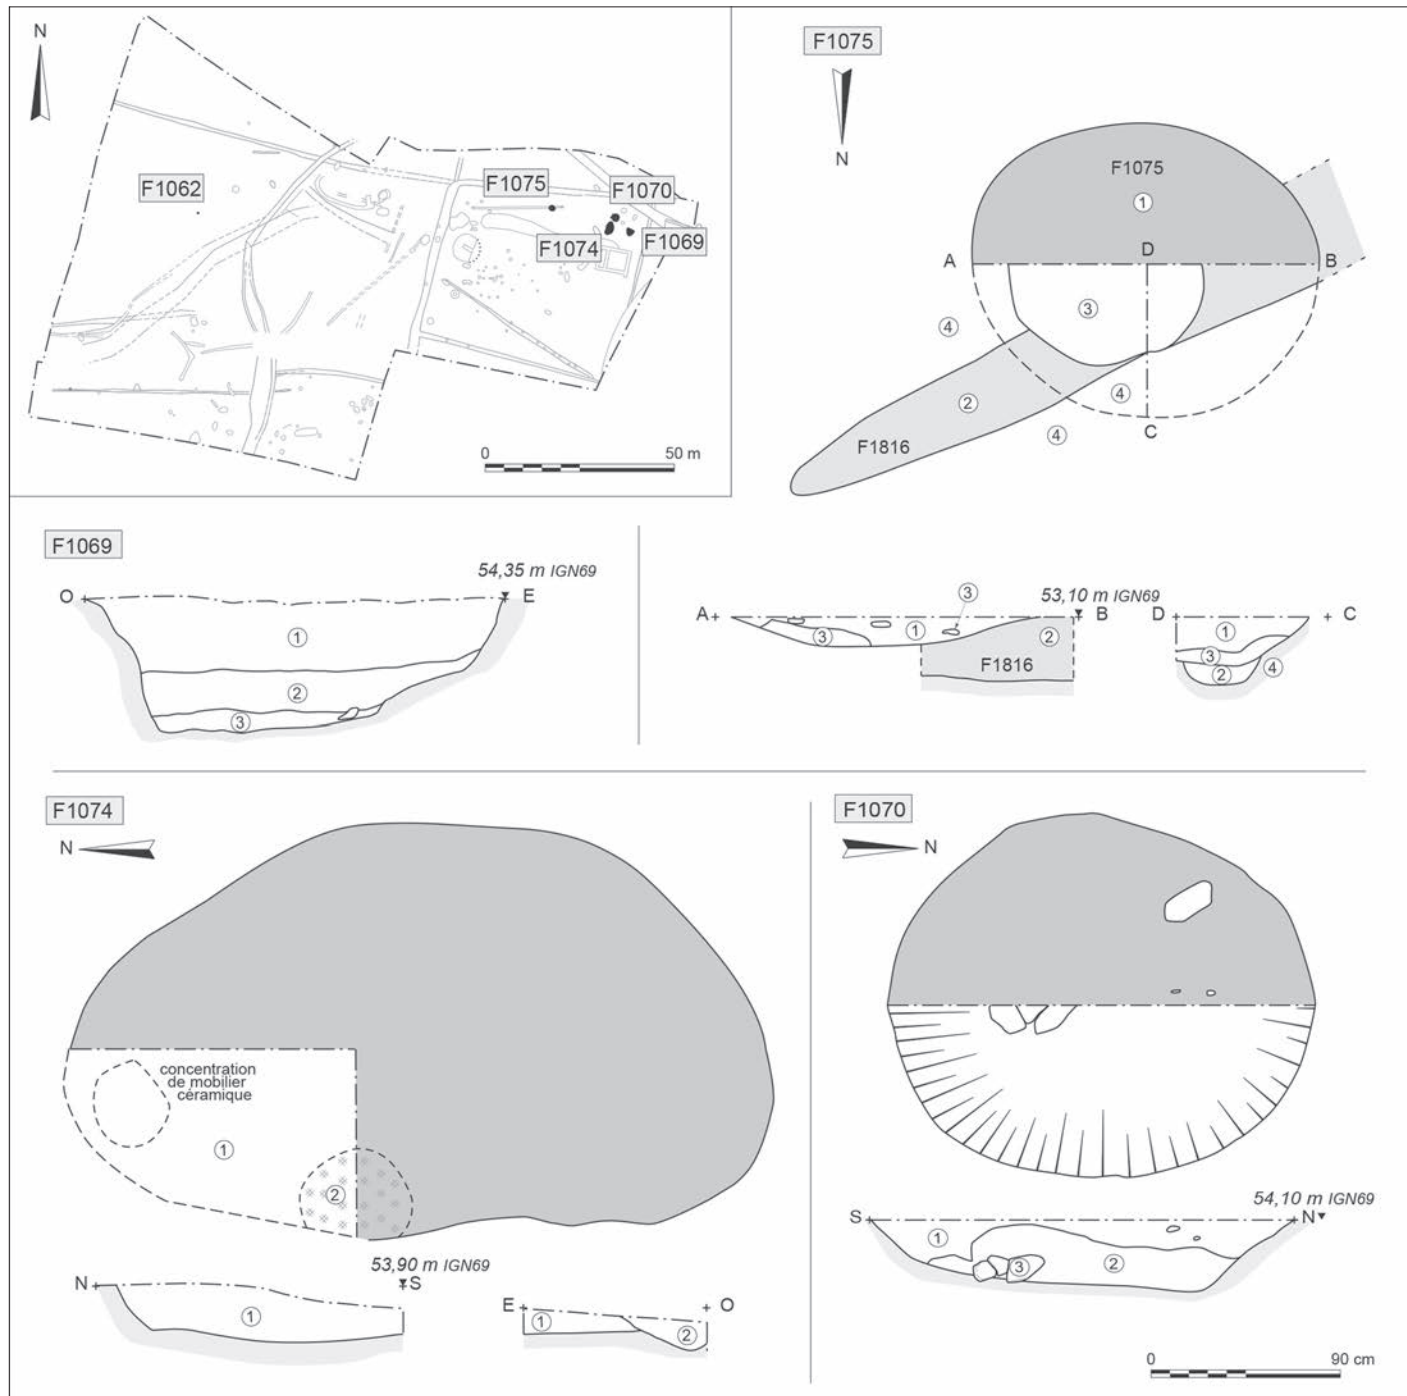 N
F1062
F1075
F1070
F1074
F1069
0 50 m
F1075
N
F1075
①
A D B
③
④
②
④
④
C
F1816
F1069
54,35 m IGN69
O E
①
②
③
③
53,10 m IGN69
A B
③ ① ②
F1816
D C
①
③
②
④
F1074
N
concentration
de mobilier
céramique
①
②
53,90 m IGN69
N S
①
E O
①
②
F1070
N
54,10 m IGN69
S N
①
③
②
0 90 cm